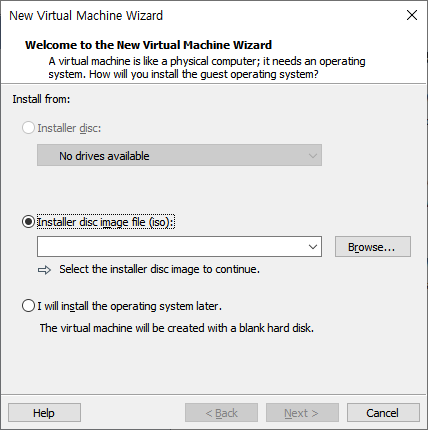 New Virtual Machine Wizard
Welcome to the New Virtual Machine Wizard
A virtual machine is like a physical computer; it needs an operating
system. How will you install the guest operating system?
Install from:
Installer disc:
No drives available
Installer disc image file (iso):
Browse...
Select the installer disc image to continue.
I will install the operating system later.
The virtual machine will be created with a blank hard disk.
Help
< Back
Next >
Cancel